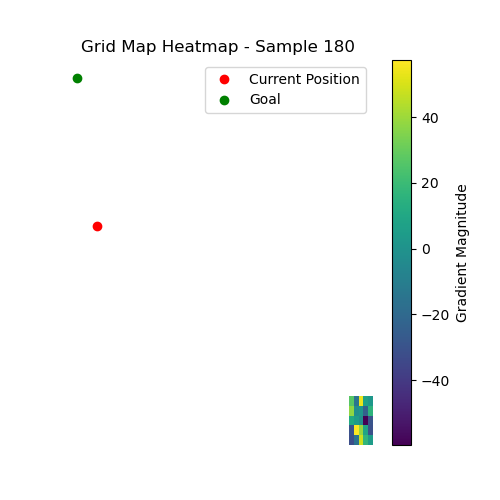 Grid Map Heatmap - Sample 180
Current Position
Goal
40
20
0
−20
−40
Gradient Magnitude